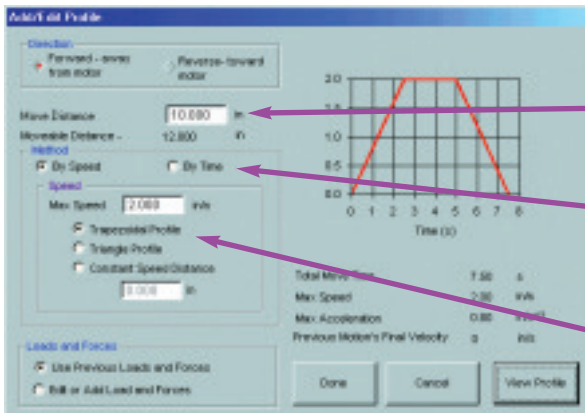 Add/Edit Profile
Direction
Forward - away from motor
Reverse - toward motor
Move Distance 10.000 in
Moveable Distance - 12.000 in
Method
By Speed By Time
Speed
Max Speed 2.000 in/s
Trapezoidal Profile
Triangle Profile
Constant Speed Distance
0.000 in
Loads and Forces
Use Previous Loads and Forces
Edit or Add Load and Forces
2.0
1.0
0.5
0.0
0 1 2 3 4 5 6 7 8
Time (s)
Total Move Time 7.50 s
Max Speed 2.00 in/s
Max Acceleration 0.80
Previous Motion's Final Velocity 0 in/s
Done Cancel View Profile